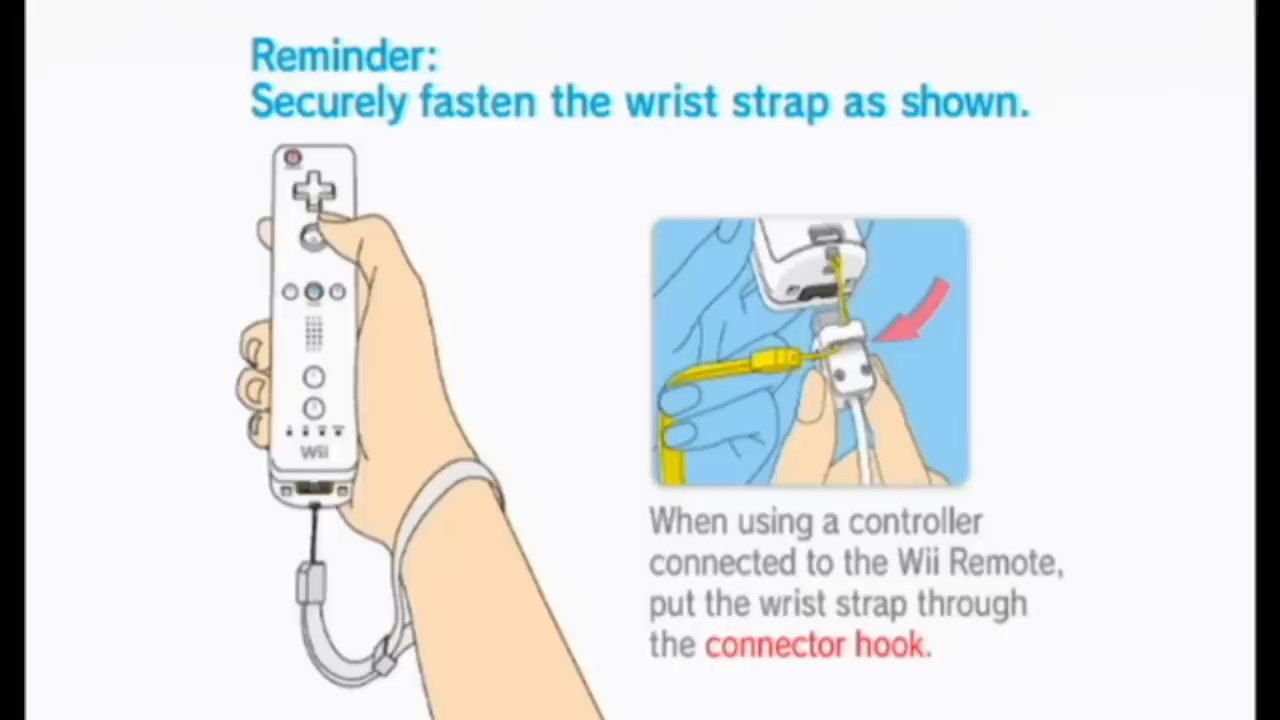 Reminder:
Securely fasten the wrist strap as shown.
Wii
When using a controller
connected to the Wii Remote,
put the wrist strap through
the connector hook.